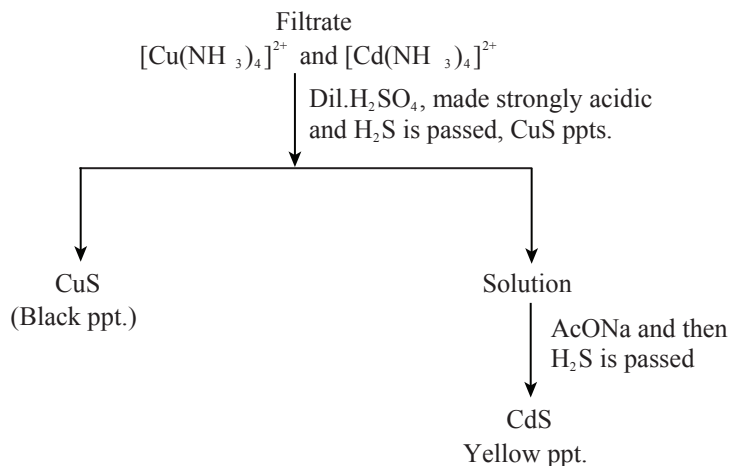 Filtrate
[Cu(NH₃)₄]²⁺ and [Cd(NH₃)₄]²⁺
Dil.H₂SO₄, made strongly acidic
and H₂S is passed, CuS ppts.
CuS
(Black ppt.)
Solution
AcONa and then
H₂S is passed
CdS
Yellow ppt.